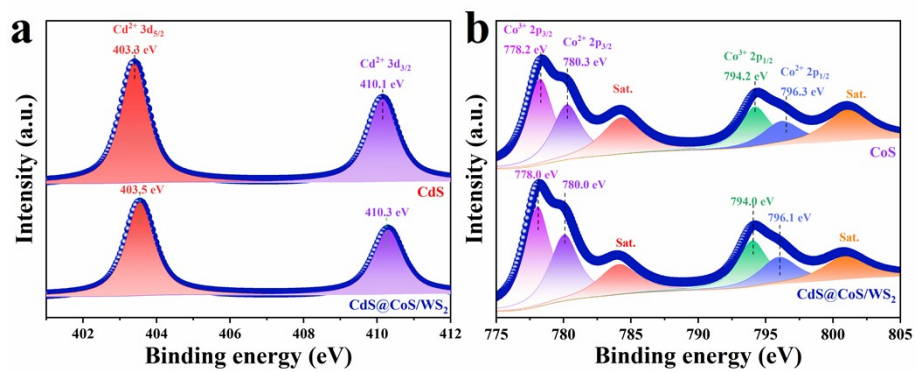 a
Cd²⁺ 3d₅/₂
403.3 eV
Cd²⁺ 3d₃/₂
410.1 eV
CdS
403,5 eV
410.3 eV
CdS@CoS/WS₂
Intensity (a.u.)
402 404 406 408 410 412
Binding energy (eV)
b
Co³⁺ 2p₃/₂
778.2 eV
Co²⁺ 2p₃/₂
780.3 eV
Sat.
Co³⁺ 2p₁/₂
794.2 eV
Co²⁺ 2p₁/₂
796.3 eV
Sat.
CoS
778.0 eV
780.0 eV
Sat.
794.0 eV
796.1 eV
Sat.
CdS@CoS/WS₂
Intensity (a.u.)
775 780 785 790 795 800 805
Binding energy (eV)